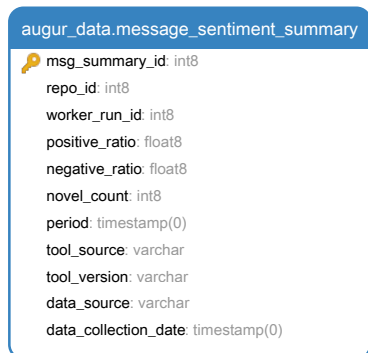 augur_data.message_sentiment_summary
msg_summary_id: int8
repo_id: int8
worker_run_id: int8
positive_ratio: float8
negative_ratio: float8
novel_count: int8
period: timestamp(0)
tool_source: varchar
tool_version: varchar
data_source: varchar
data_collection_date: timestamp(0)